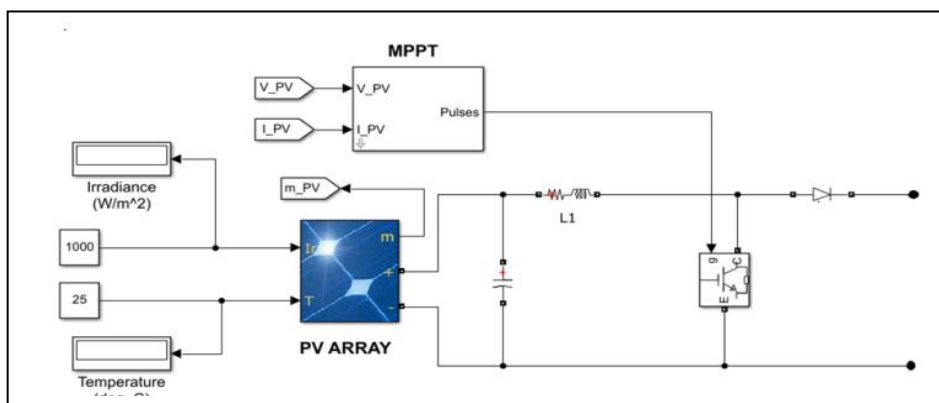 MPPT
V_PV
V_PV
Pulses
I_PV
I_PV
Irradiance
(W/m^2)
m_PV
L1
1000
Ir
m
g
C
+
25
T
E
-
PV ARRAY
Temperature